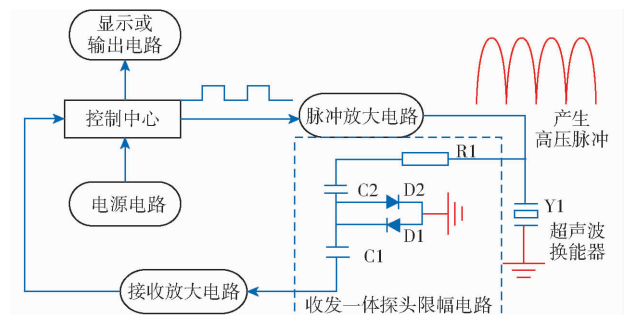 显示或
输出电路
控制中心
脉冲放大电路
产生
高压脉冲
R1
C2
D2
电源电路
Y1
D1
超声波
换能器
C1
接收放大电路
收发一体探头限幅电路